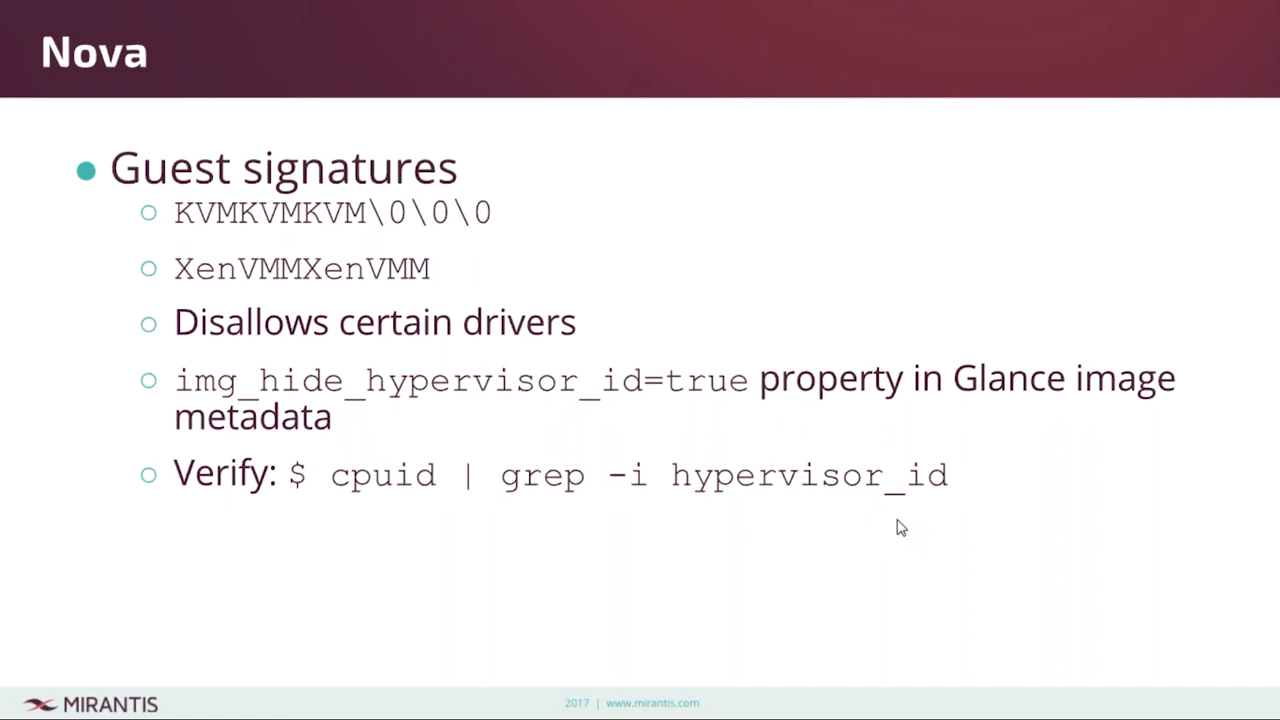 Nova
Guest signatures
KVMKVMKVM\0\0\0
XenVMMXenVMM
Disallows certain drivers
img_hide_hypervisor_id=true property in Glance image
metadata
Verify: $ cpuid | grep -i hypervisor_id
MIRANTIS
2017 | www.mirantis.com